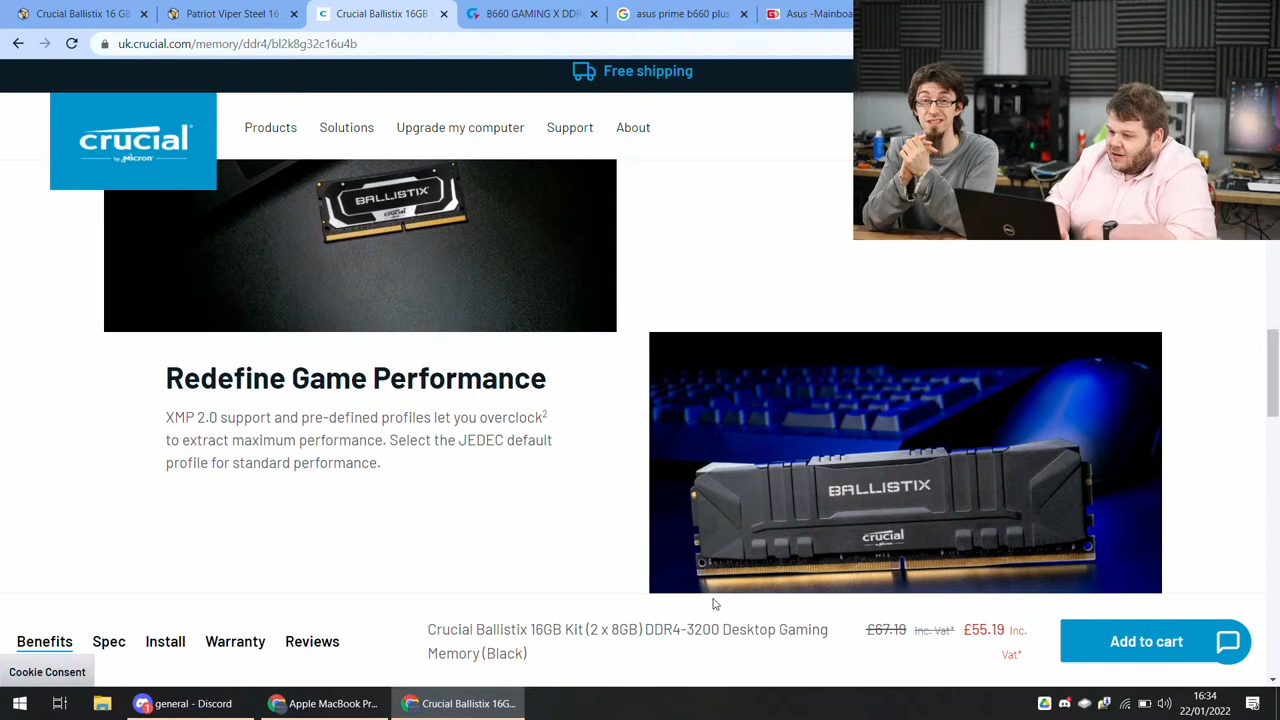 Crucial Ballistix 16 GB
Patriot Viper Steel 16
Crucial Ballistix 16GB
B660 GAMING X DDR
asus prime b660 plus
Asus -Mainboa
uk.crucial.com/memory/ddr4/bl2k8g32c16u4b
Free shipping
crucial
by Micron
Products
Solutions
Upgrade my computer
Support
About
BALLISTIX
crucial
Redefine Game Performance
XMP 2.0 support and pre-defined profiles let you overclock2
to extract maximum performance. Select the JEDEC default
profile for standard performance.
BALLISTIX
crucial
Benefits
Spec
Install
Warranty
Reviews
Crucial Ballistix 16GB Kit (2 x 8GB) DDR4-3200 Desktop Gaming
Memory (Black)
£67.19 Inc. Vat* £55.19 Inc.
Vat*
Add to cart
Cookie Consent
general - Discord
Apple MacBook Pr...
Crucial Ballistix 16G...
16:34
22/01/2022